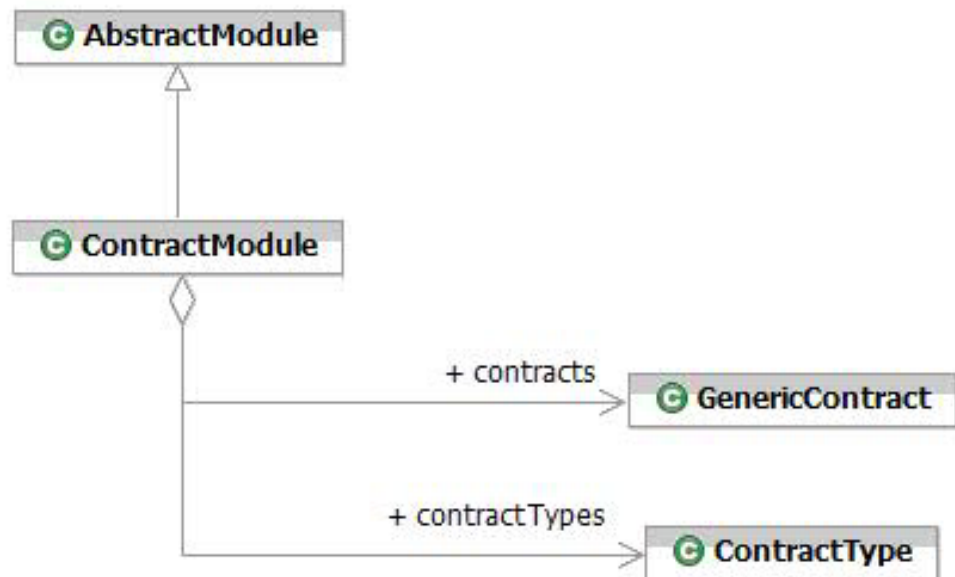 C AbstractModule
C ContractModule
+ contracts
C GenericContract
+ contractTypes
C ContractType